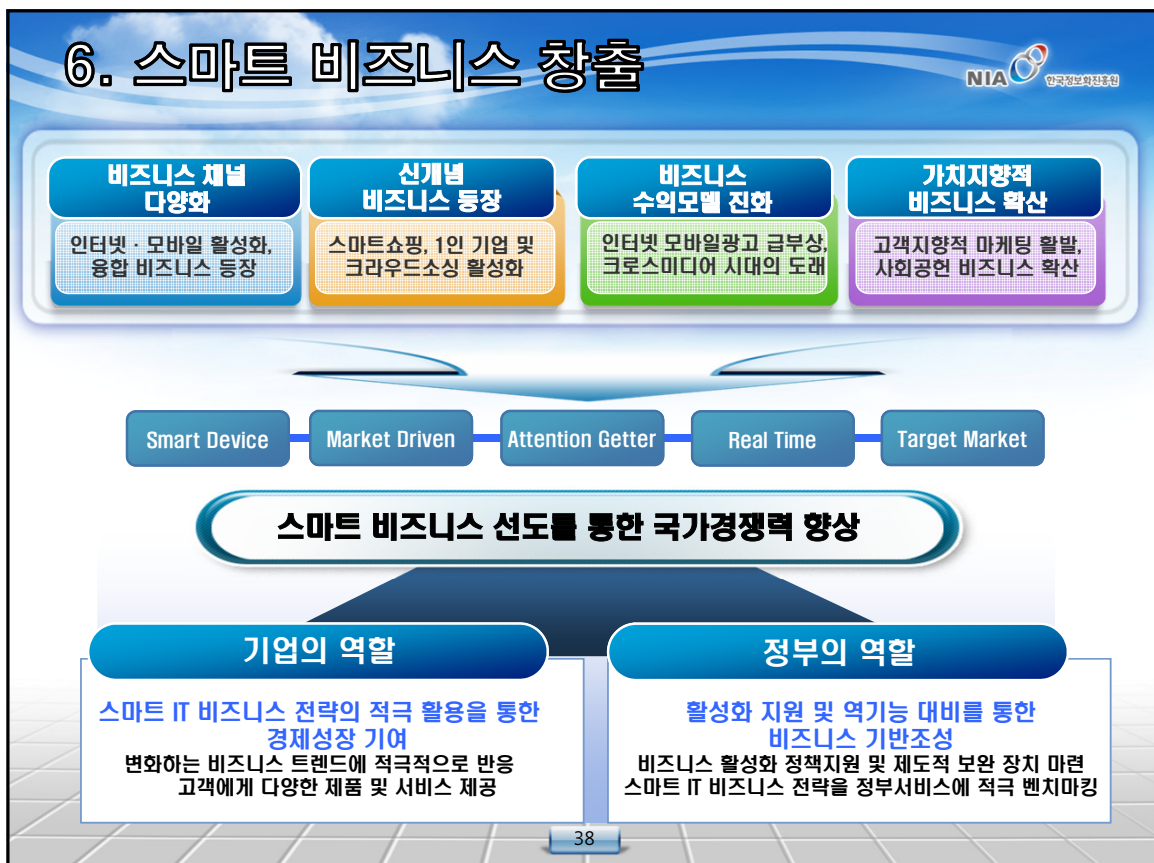 6. 스마트 비즈니스 창출
NIA 한국정보화진흥원
비즈니스 채널
다양화
인터넷 · 모바일 활성화,
융합 비즈니스 등장
신개념
비즈니스 등장
스마트쇼핑, 1인 기업 및
크라우드소싱 활성화
비즈니스
수익모델 진화
인터넷 모바일광고 급부상,
크로스미디어 시대의 도래
가치지향적
비즈니스 확산
고객지향적 마케팅 활발,
사회공헌 비즈니스 확산
Smart Device
Market Driven
Attention Getter
Real Time
Target Market
스마트 비즈니스 선도를 통한 국가경쟁력 향상
기업의 역할
스마트 IT 비즈니스 전략의 적극 활용을 통한
경제성장 기여
변화하는 비즈니스 트렌드에 적극적으로 반응
고객에게 다양한 제품 및 서비스 제공
정부의 역할
활성화 지원 및 역기능 대비를 통한
비즈니스 기반조성
비즈니스 활성화 정책지원 및 제도적 보완 장치 마련
스마트 IT 비즈니스 전략을 정부서비스에 적극 벤치마킹
38